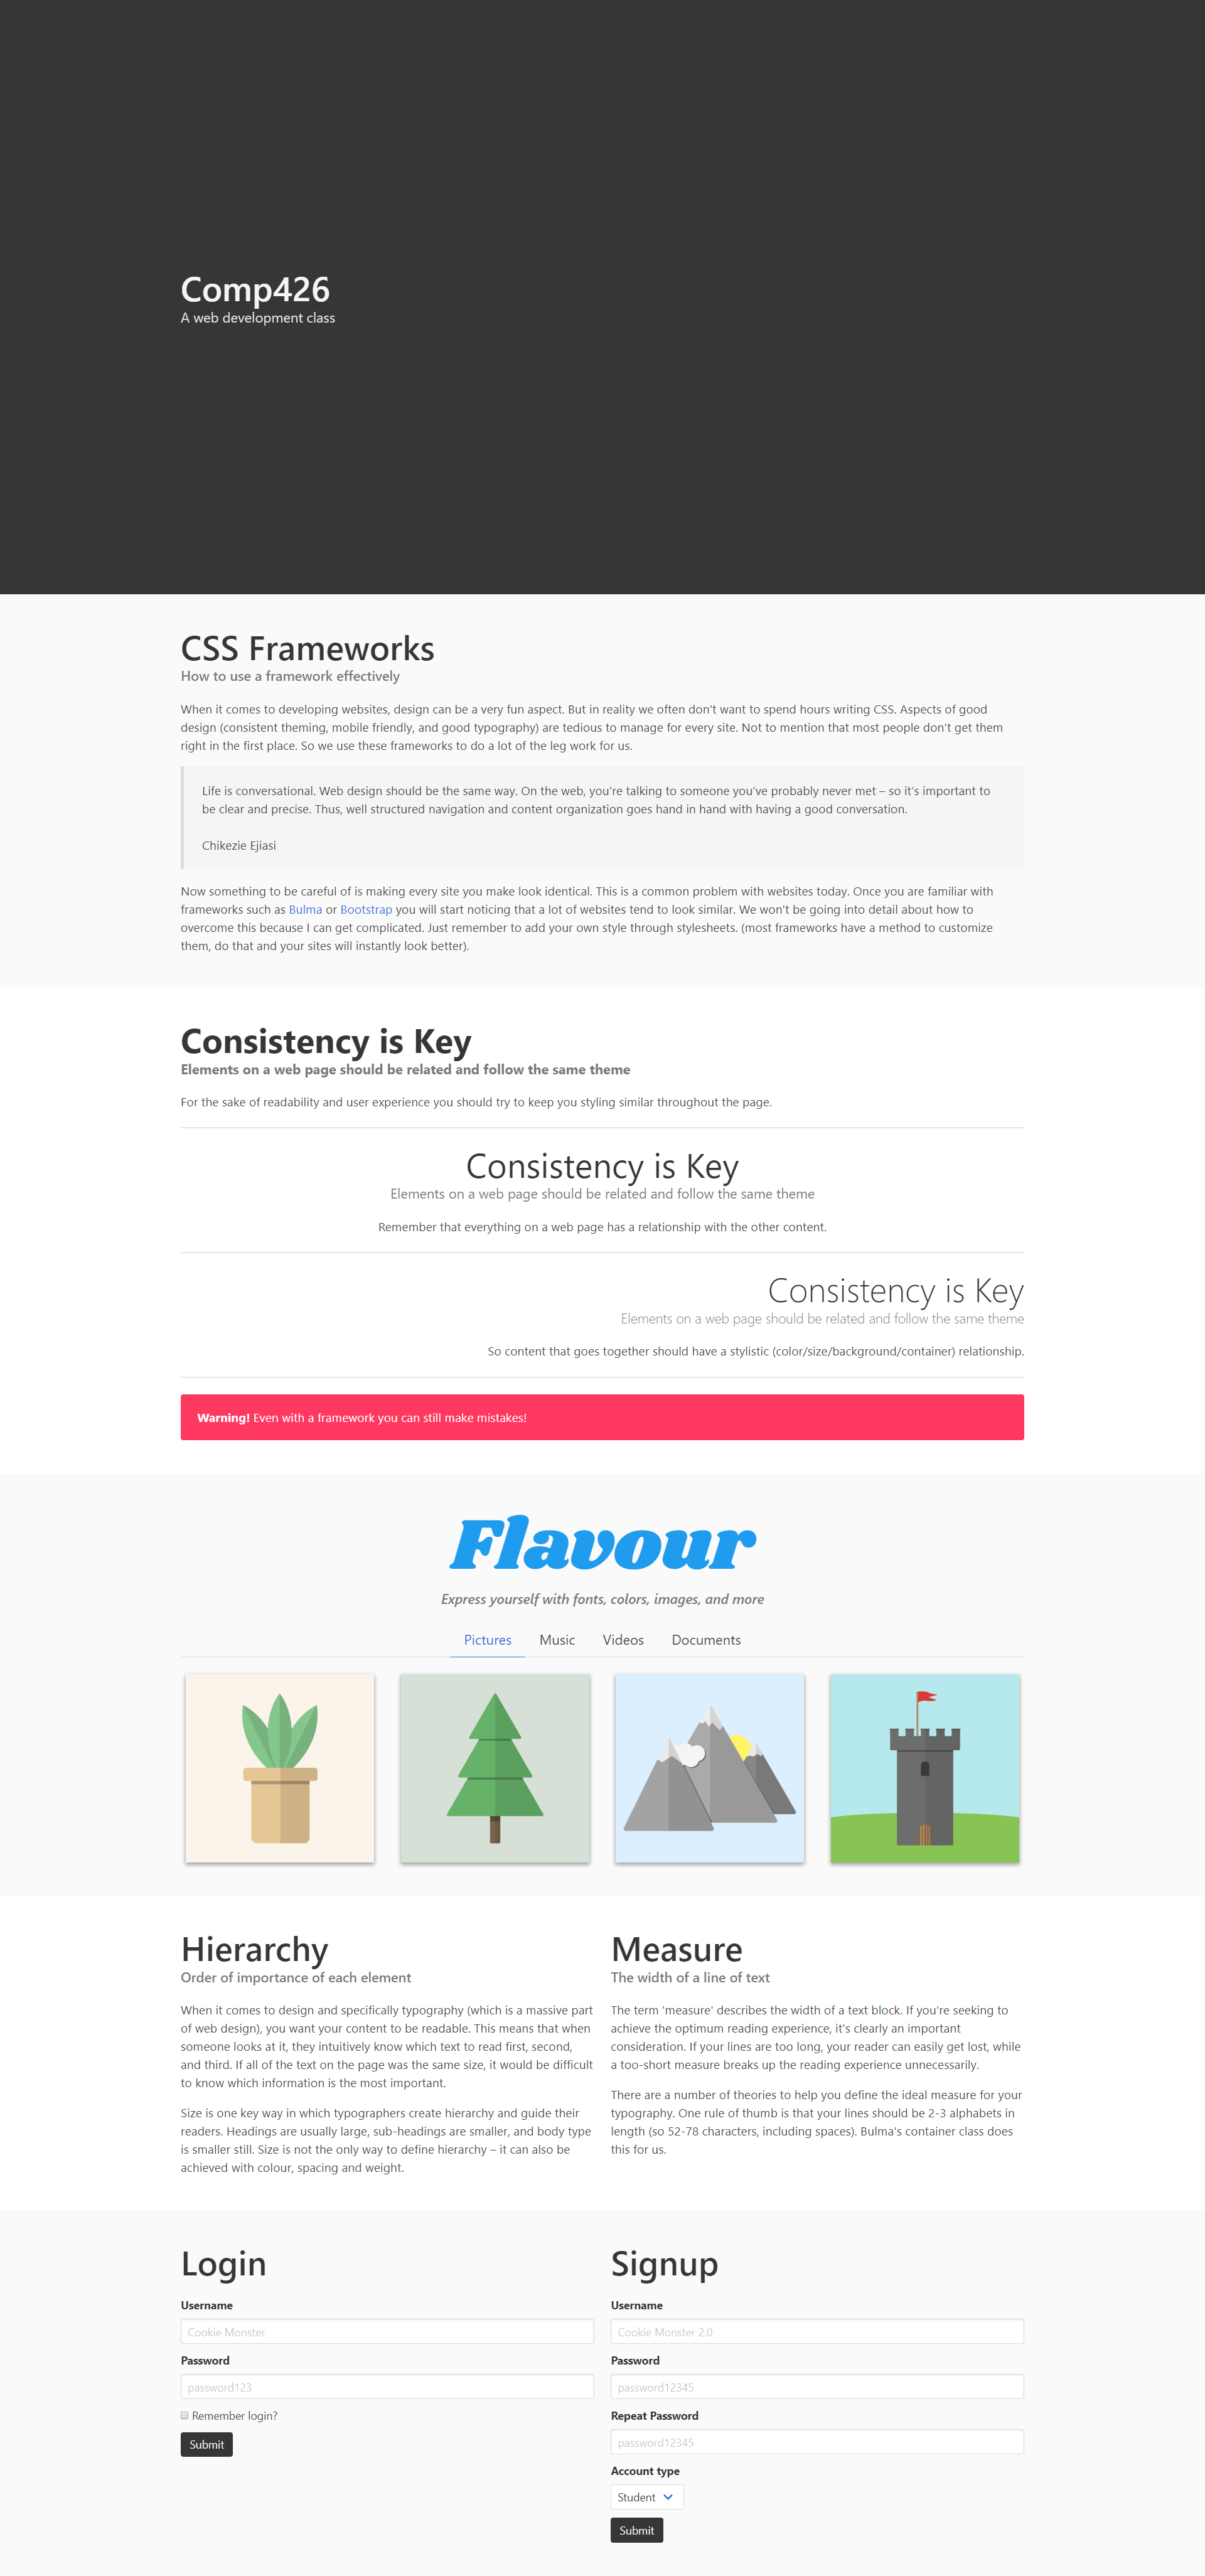 Comp426
A web development class
CSS Frameworks
How to use a framework effectively
When it comes to developing websites, design can be a very fun aspect. But in reality we often don't want to spend hours writing CSS. Aspects of good
design (consistent theming, mobile friendly, and good typography) are tedious to manage for every site. Not to mention that most people don't get them
right in the first place. So we use these frameworks to do a lot of the leg work for us.
Life is conversational. Web design should be the same way. On the web, you're talking to someone you've probably never met – so it's important to
be clear and precise. Thus, well structured navigation and content organization goes hand in hand with having a good conversation.
Chikezie Ejiasi
Now something to be careful of is making every site you make look identical. This is a common problem with websites today. Once you are familiar with
frameworks such as Bulma or Bootstrap you will start noticing that a lot of websites tend to look similar. We won't be going into detail about how to
overcome this because I can get complicated. Just remember to add your own style through stylesheets. (most frameworks have a method to customize
them, do that and your sites will instantly look better).
Consistency is Key
Elements on a web page should be related and follow the same theme
For the sake of readability and user experience you should try to keep you styling similar throughout the page.
Consistency is Key
Elements on a web page should be related and follow the same theme
Remember that everything on a web page has a relationship with the other content.
Consistency is Key
Elements on a web page should be related and follow the same theme
So content that goes together should have a stylistic (color/size/background/container) relationship.
Warning! Even with a framework you can still make mistakes!
Flavour
Express yourself with fonts, colors, images, and more
Pictures Music Videos Documents
Hierarchy
Order of importance of each element
When it comes to design and specifically typography (which is a massive part
of web design), you want your content to be readable. This means that when
someone looks at it, they intuitively know which text to read first, second,
and third. If all of the text on the page was the same size, it would be difficult
to know which information is the most important.
Size is one key way in which typographers create hierarchy and guide their
readers. Headings are usually large, sub-headings are smaller, and body type
is smaller still. Size is not the only way to define hierarchy – it can also be
achieved with colour, spacing and weight.
Measure
The width of a line of text
The term 'measure' describes the width of a text block. If you're seeking to
achieve the optimum reading experience, it's clearly an important
consideration. If your lines are too long, your reader can easily get lost, while
a too-short measure breaks up the reading experience unnecessarily.
There are a number of theories to help you define the ideal measure for your
typography. One rule of thumb is that your lines should be 2-3 alphabets in
length (so 52-78 characters, including spaces). Bulma's container class does
this for us.
Login
Username
Cookie Monster
Password
password123
Remember login?
Submit
Signup
Username
Cookie Monster 2.0
Password
password12345
Repeat Password
password12345
Account type
Student
Submit